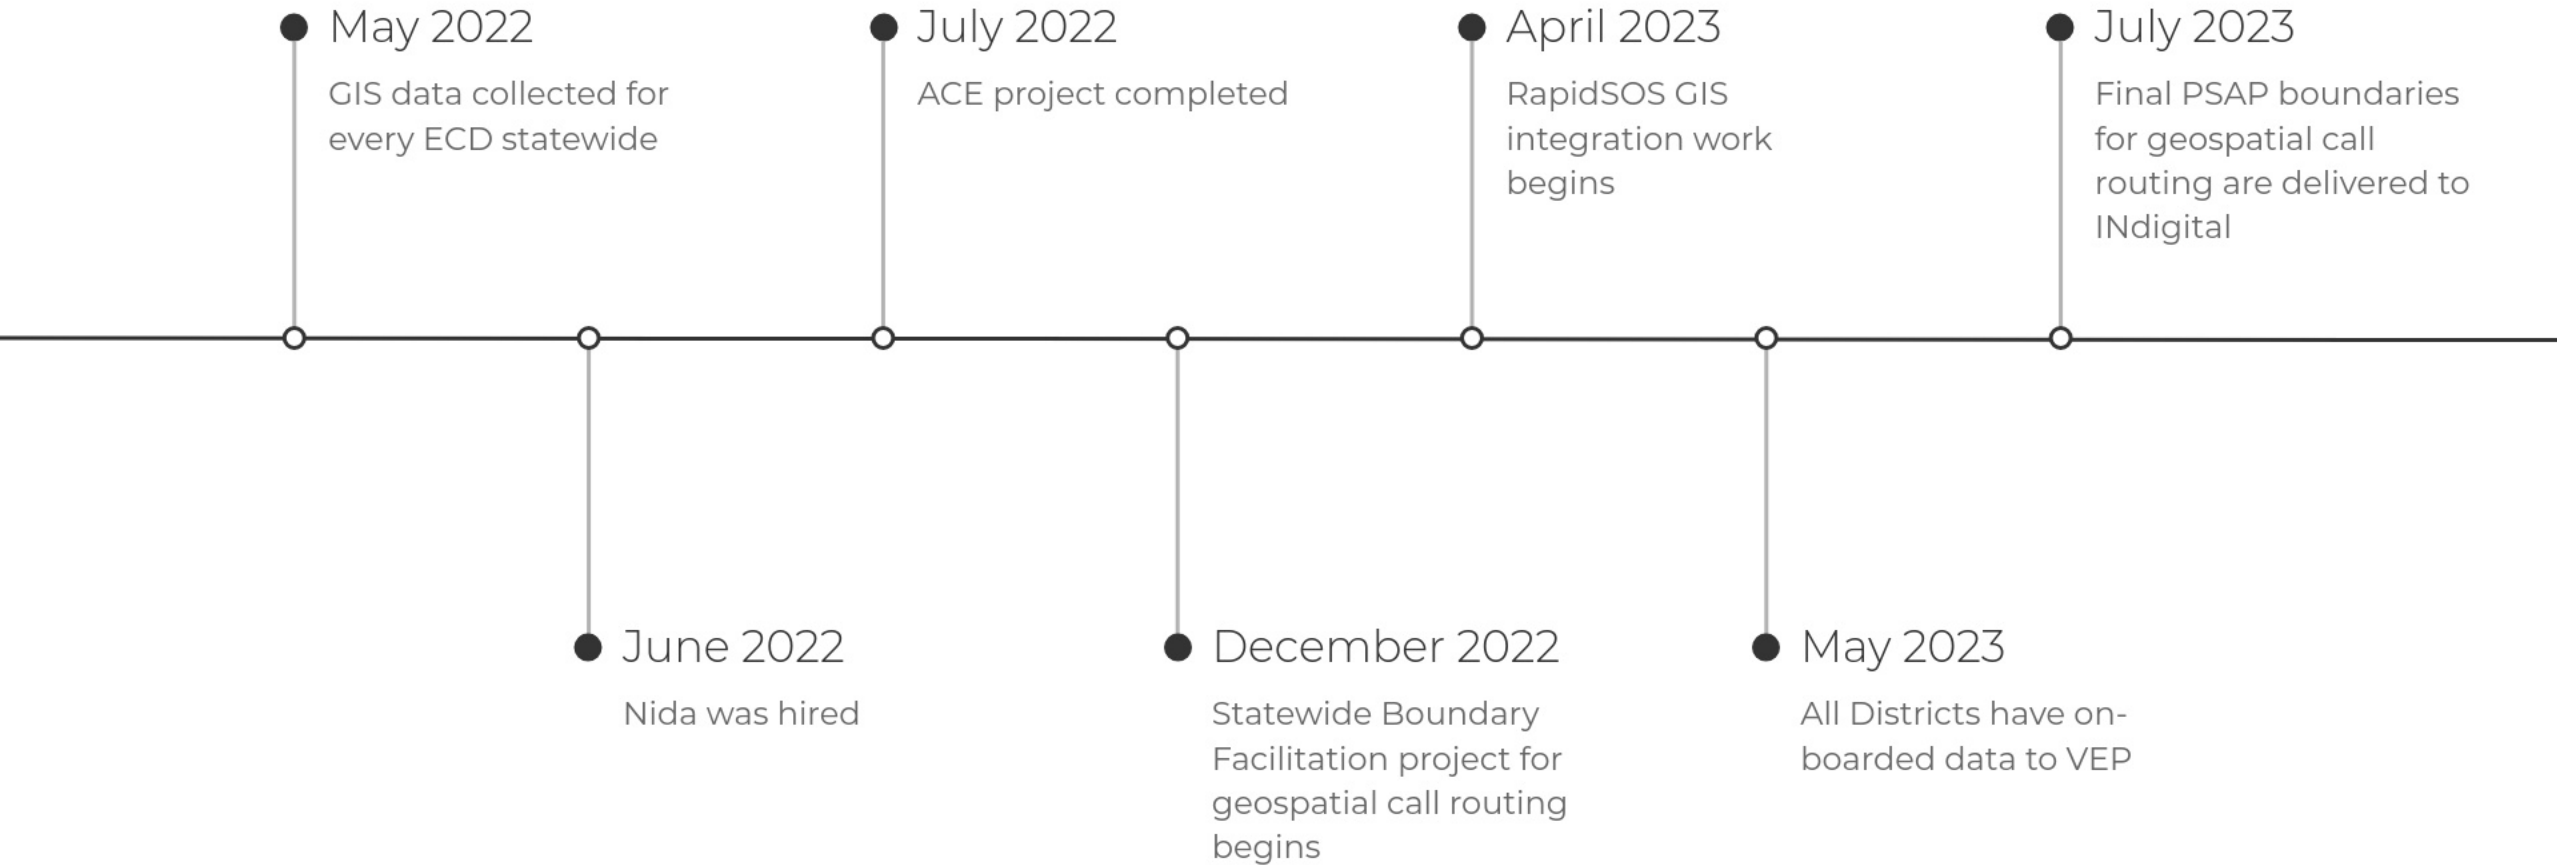 May 2022
GIS data collected for
every ECD statewide
July 2022
ACE project completed
April 2023
RapidSOS GIS
integration work
begins
July 2023
Final PSAP boundaries
for geospatial call
routing are delivered to
INdigital
June 2022
Nida was hired
December 2022
Statewide Boundary
Facilitation project for
geospatial call routing
begins
May 2023
All Districts have on-
boarded data to VEP